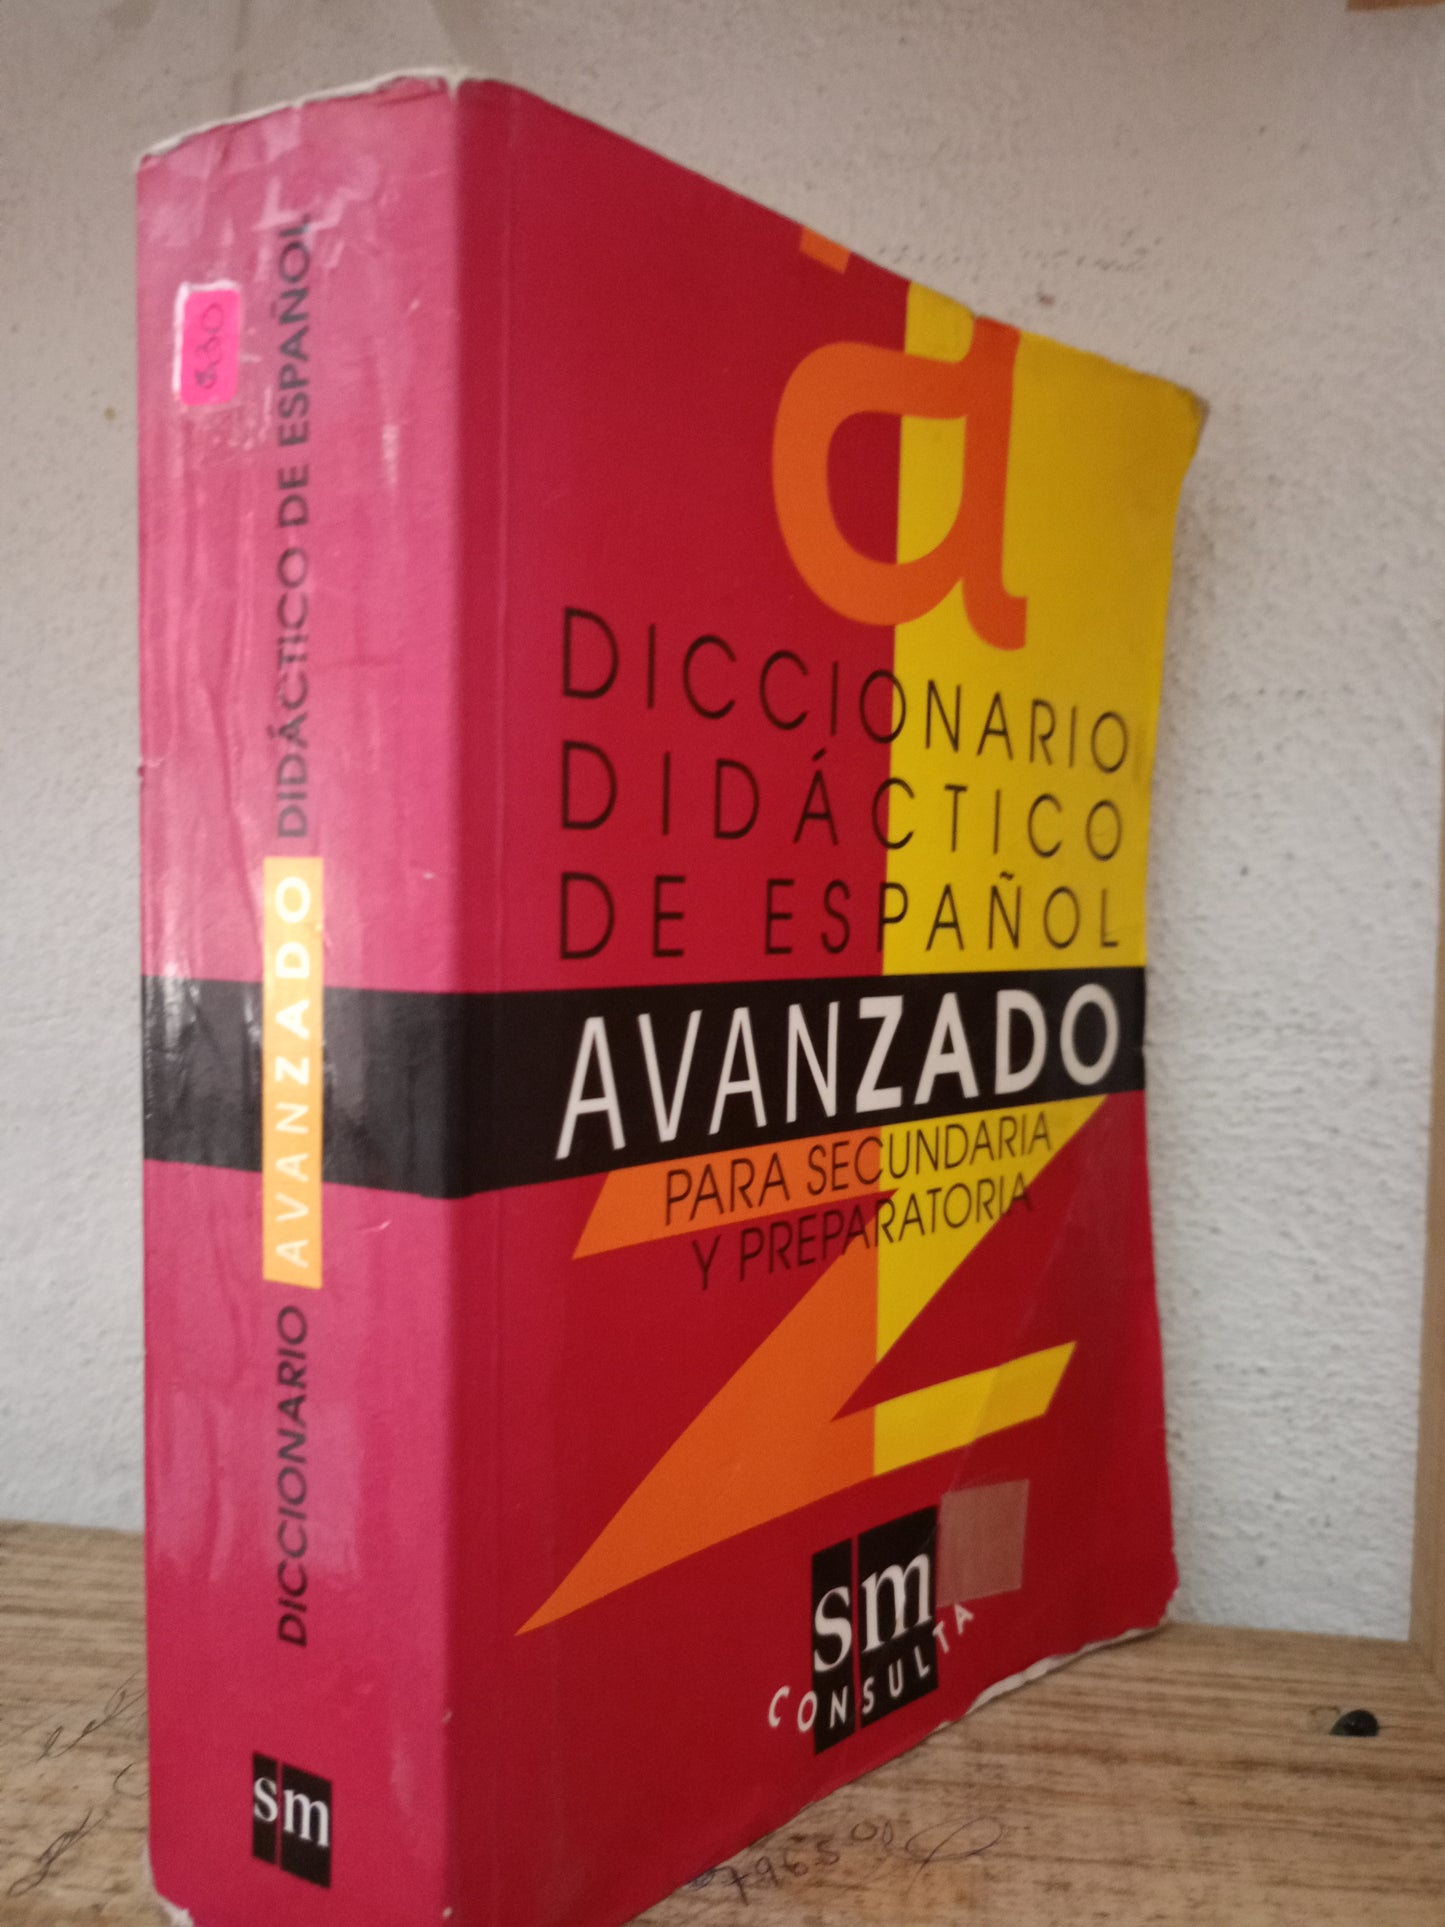 DICCIONARIO AVANZADO DIDÁCTICO DE ESPAÑOL
sm
a
DICCIONARIO
DIDÁCTICO
DE ESPAÑOL
AVANZADO
PARA SECUNDARIA
Y PREPARATORIA
sm
CONSULTA